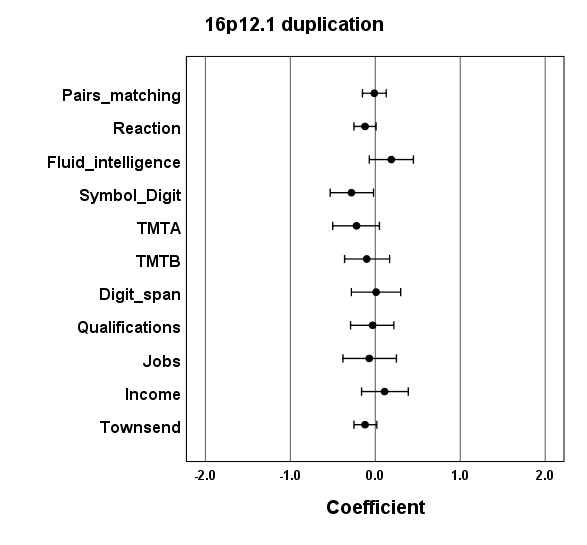 16p12.1 duplication
Pairs_matching
Reaction
Fluid_intelligence
Symbol_Digit
TMTA
TMTB
Digit_span
Qualifications
Jobs
Income
Townsend
-2.0 -1.0 0.0 1.0 2.0
Coefficient